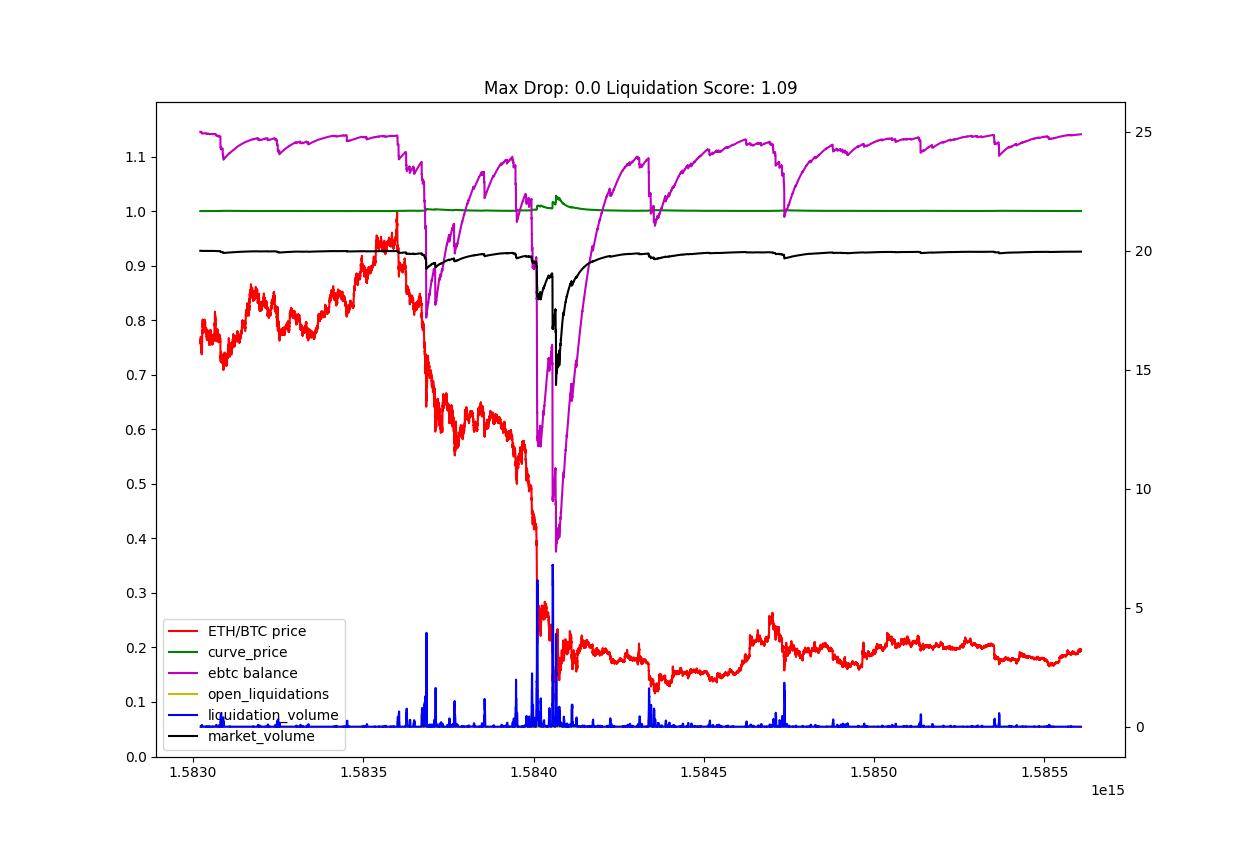 Max Drop: 0.0 Liquidation Score: 1.09
1.1
1.0
0.9
0.8
0.7
0.6
0.5
0.4
0.3
0.2
0.1
0.0
25
20
15
10
5
0
ETH/BTC price
curve_price
ebtc balance
open_liquidations
liquidation_volume
market_volume
1.5830 1.5835 1.5840 1.5845 1.5850 1.5855
1e15